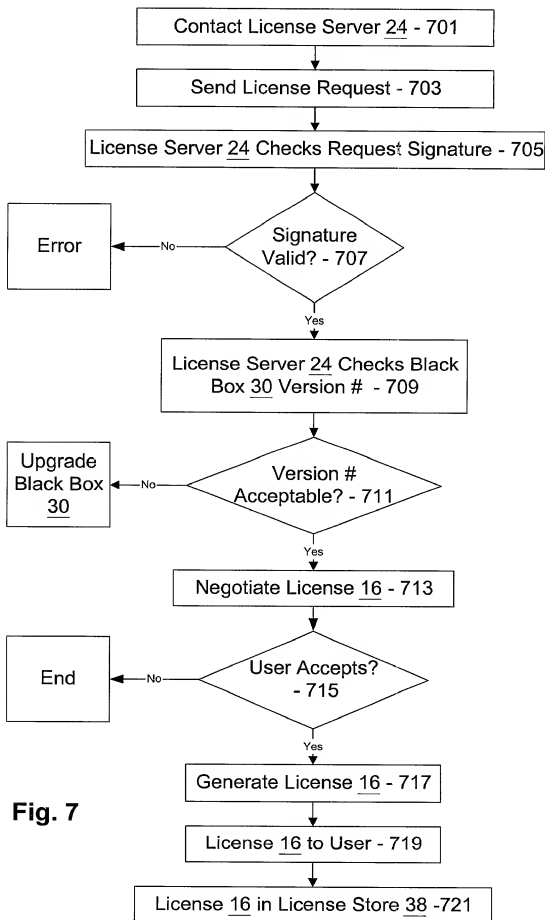 Contact License Server 24 - 701
Send License Request - 703
License Server 24 Checks Request Signature - 705
Signature
Valid? - 707
No
Error
Yes
License Server 24 Checks Black
Box 30 Version # - 709
Version #
Acceptable? - 711
No
Upgrade
Black Box
30
Yes
Negotiate License 16 - 713
User Accepts?
- 715
No
End
Yes
Generate License 16 - 717
Fig. 7
License 16 to User - 719
License 16 in License Store 38 -721